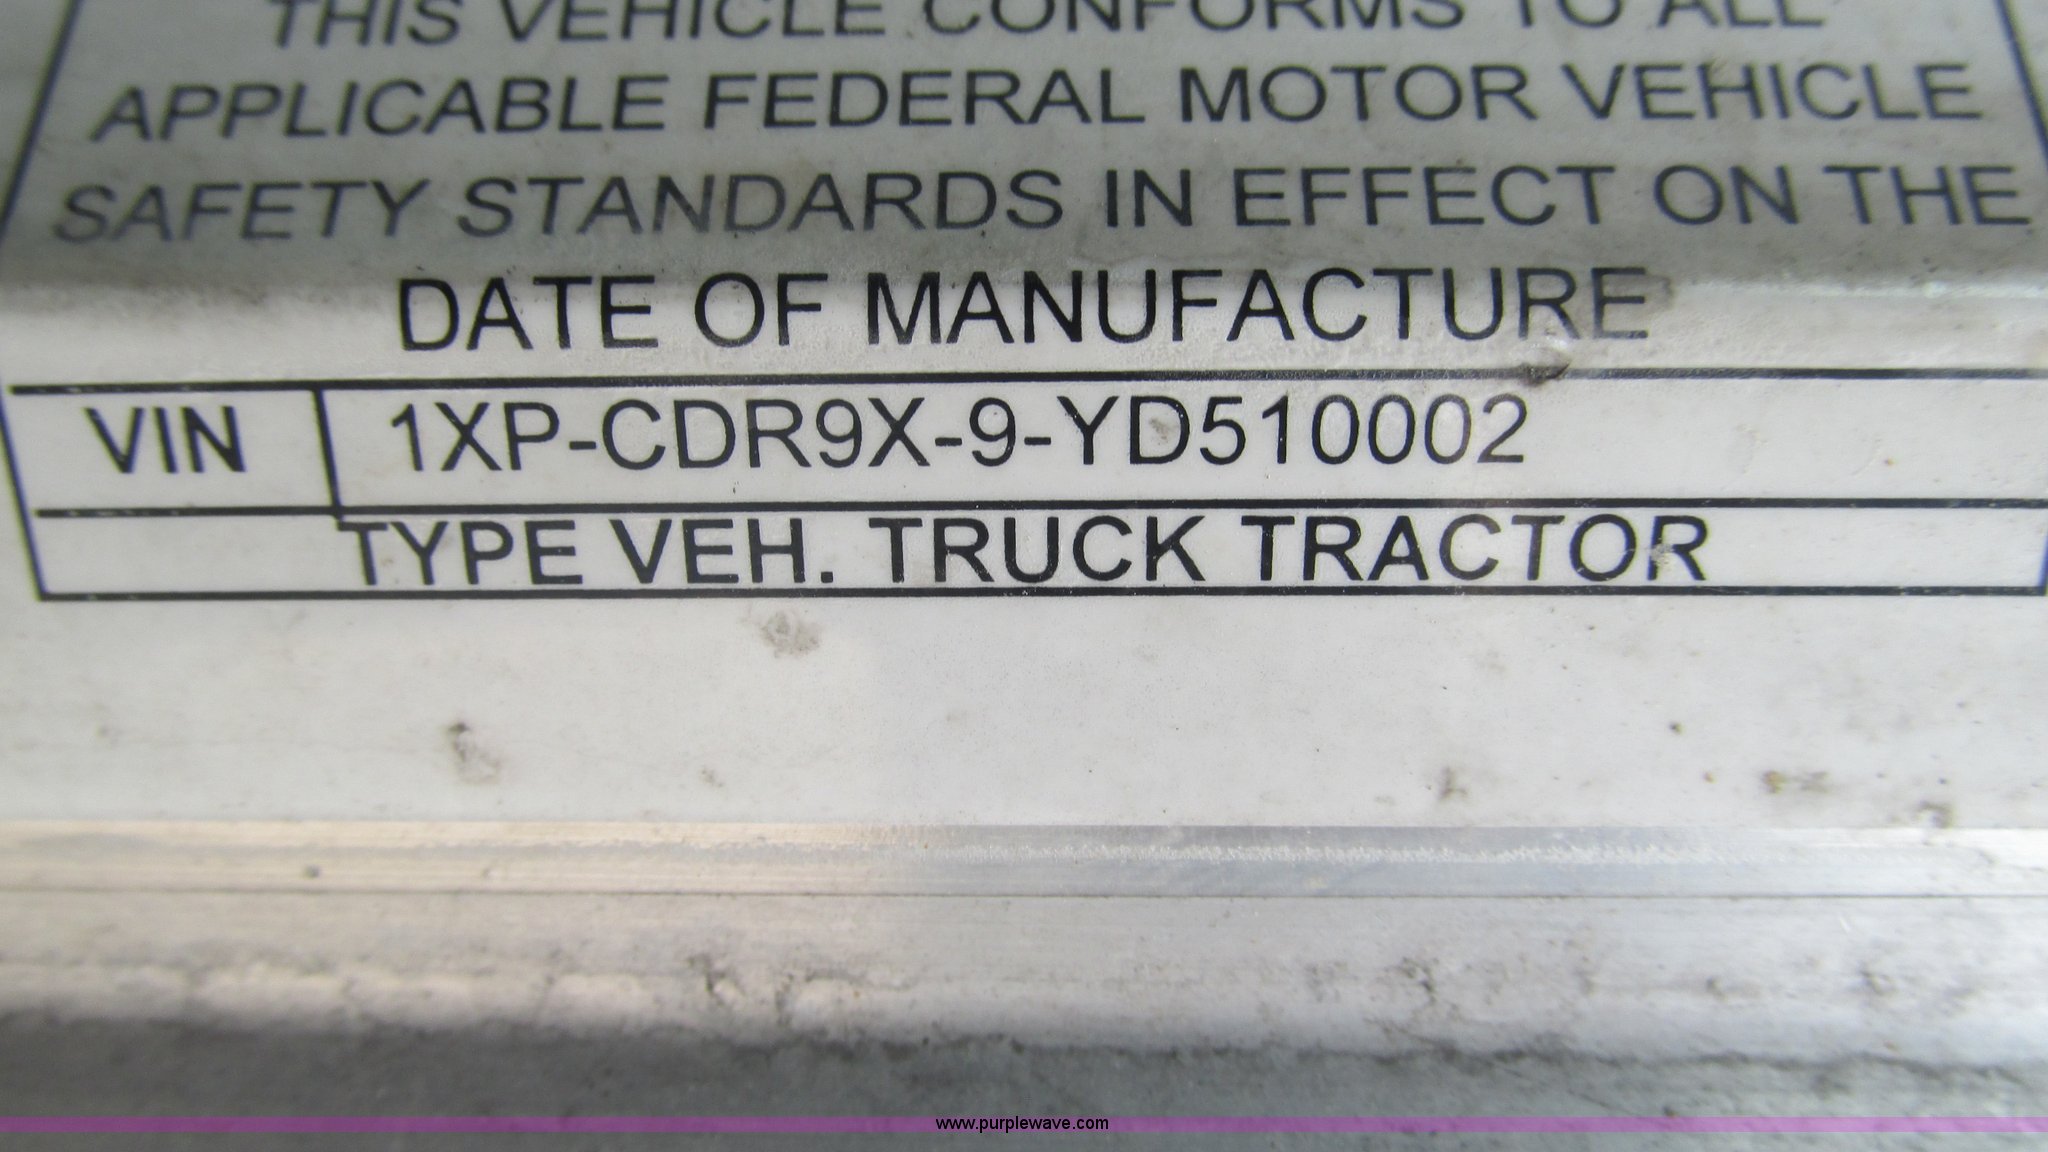 THIS VEHICLE CONFORMS TO ALL
APPLICABLE FEDERAL MOTOR VEHICLE
SAFETY STANDARDS IN EFFECT ON THE
DATE OF MANUFACTURE
VIN 1XP-CDR9X-9-YD510002
TYPE VEH. TRUCK TRACTOR
www.purplewave.com